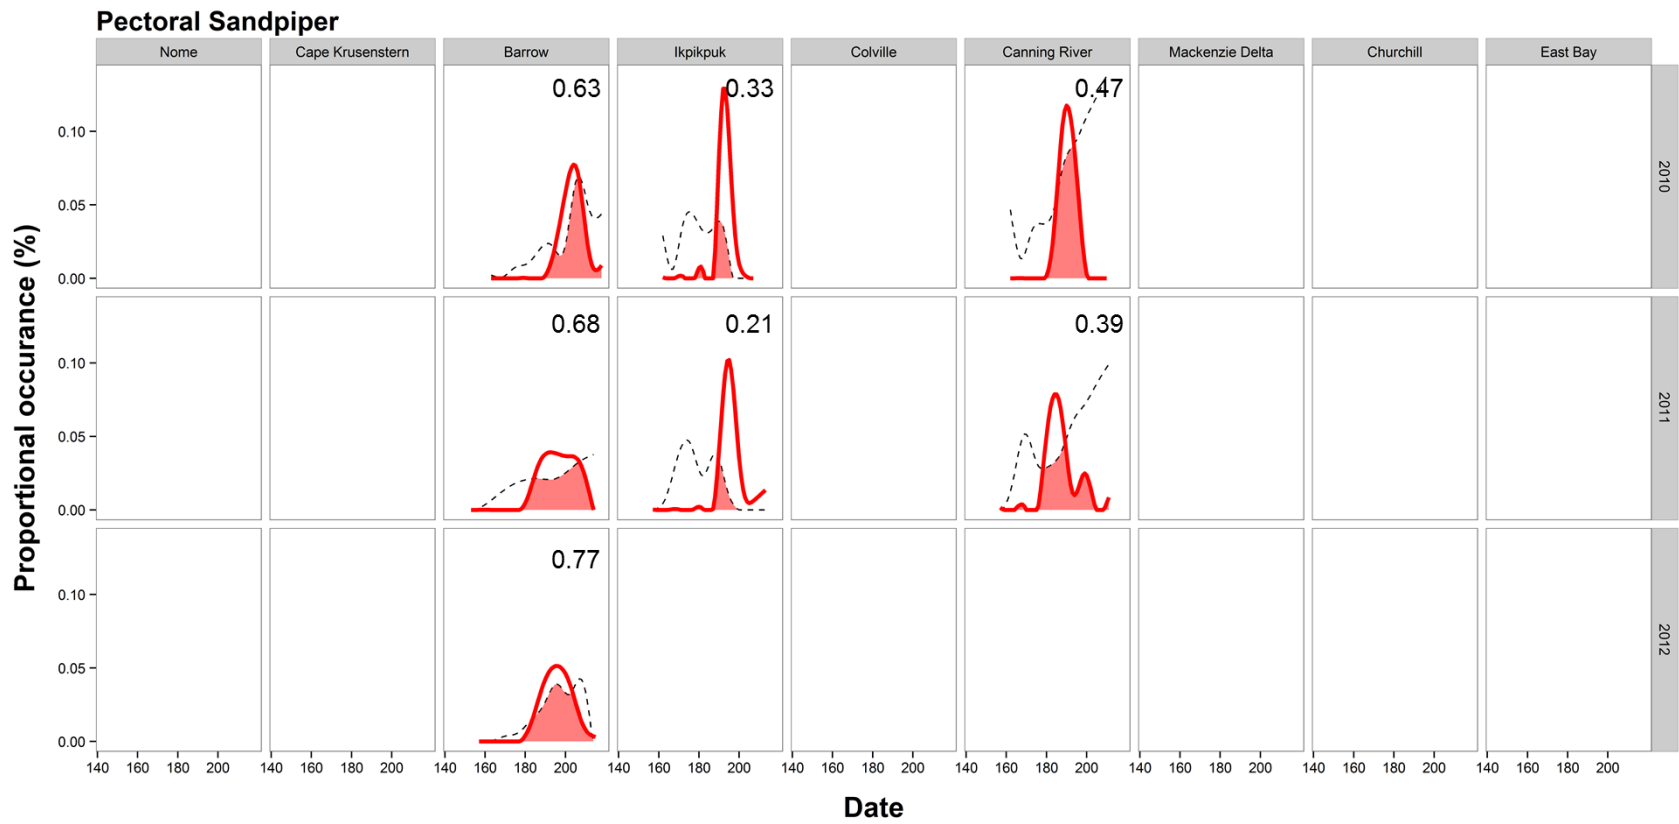 Pectoral Sandpiper
Nome Cape Krusenstern Barrow Ikpikpuk Colville Canning River Mackenzie Delta Churchill East Bay
0.63 0.33 0.47
0.10
0.05
0.00
2010
0.68 0.21 0.39
0.10
0.05
0.00
2011
0.77
0.10
0.05
0.00
2012
Proportional occurance (%)
140 160 180 200 140 160 180 200 140 160 180 200 140 160 180 200 140 160 180 200 140 160 180 200 140 160 180 200 140 160 180 200 140 160 180 200
Date